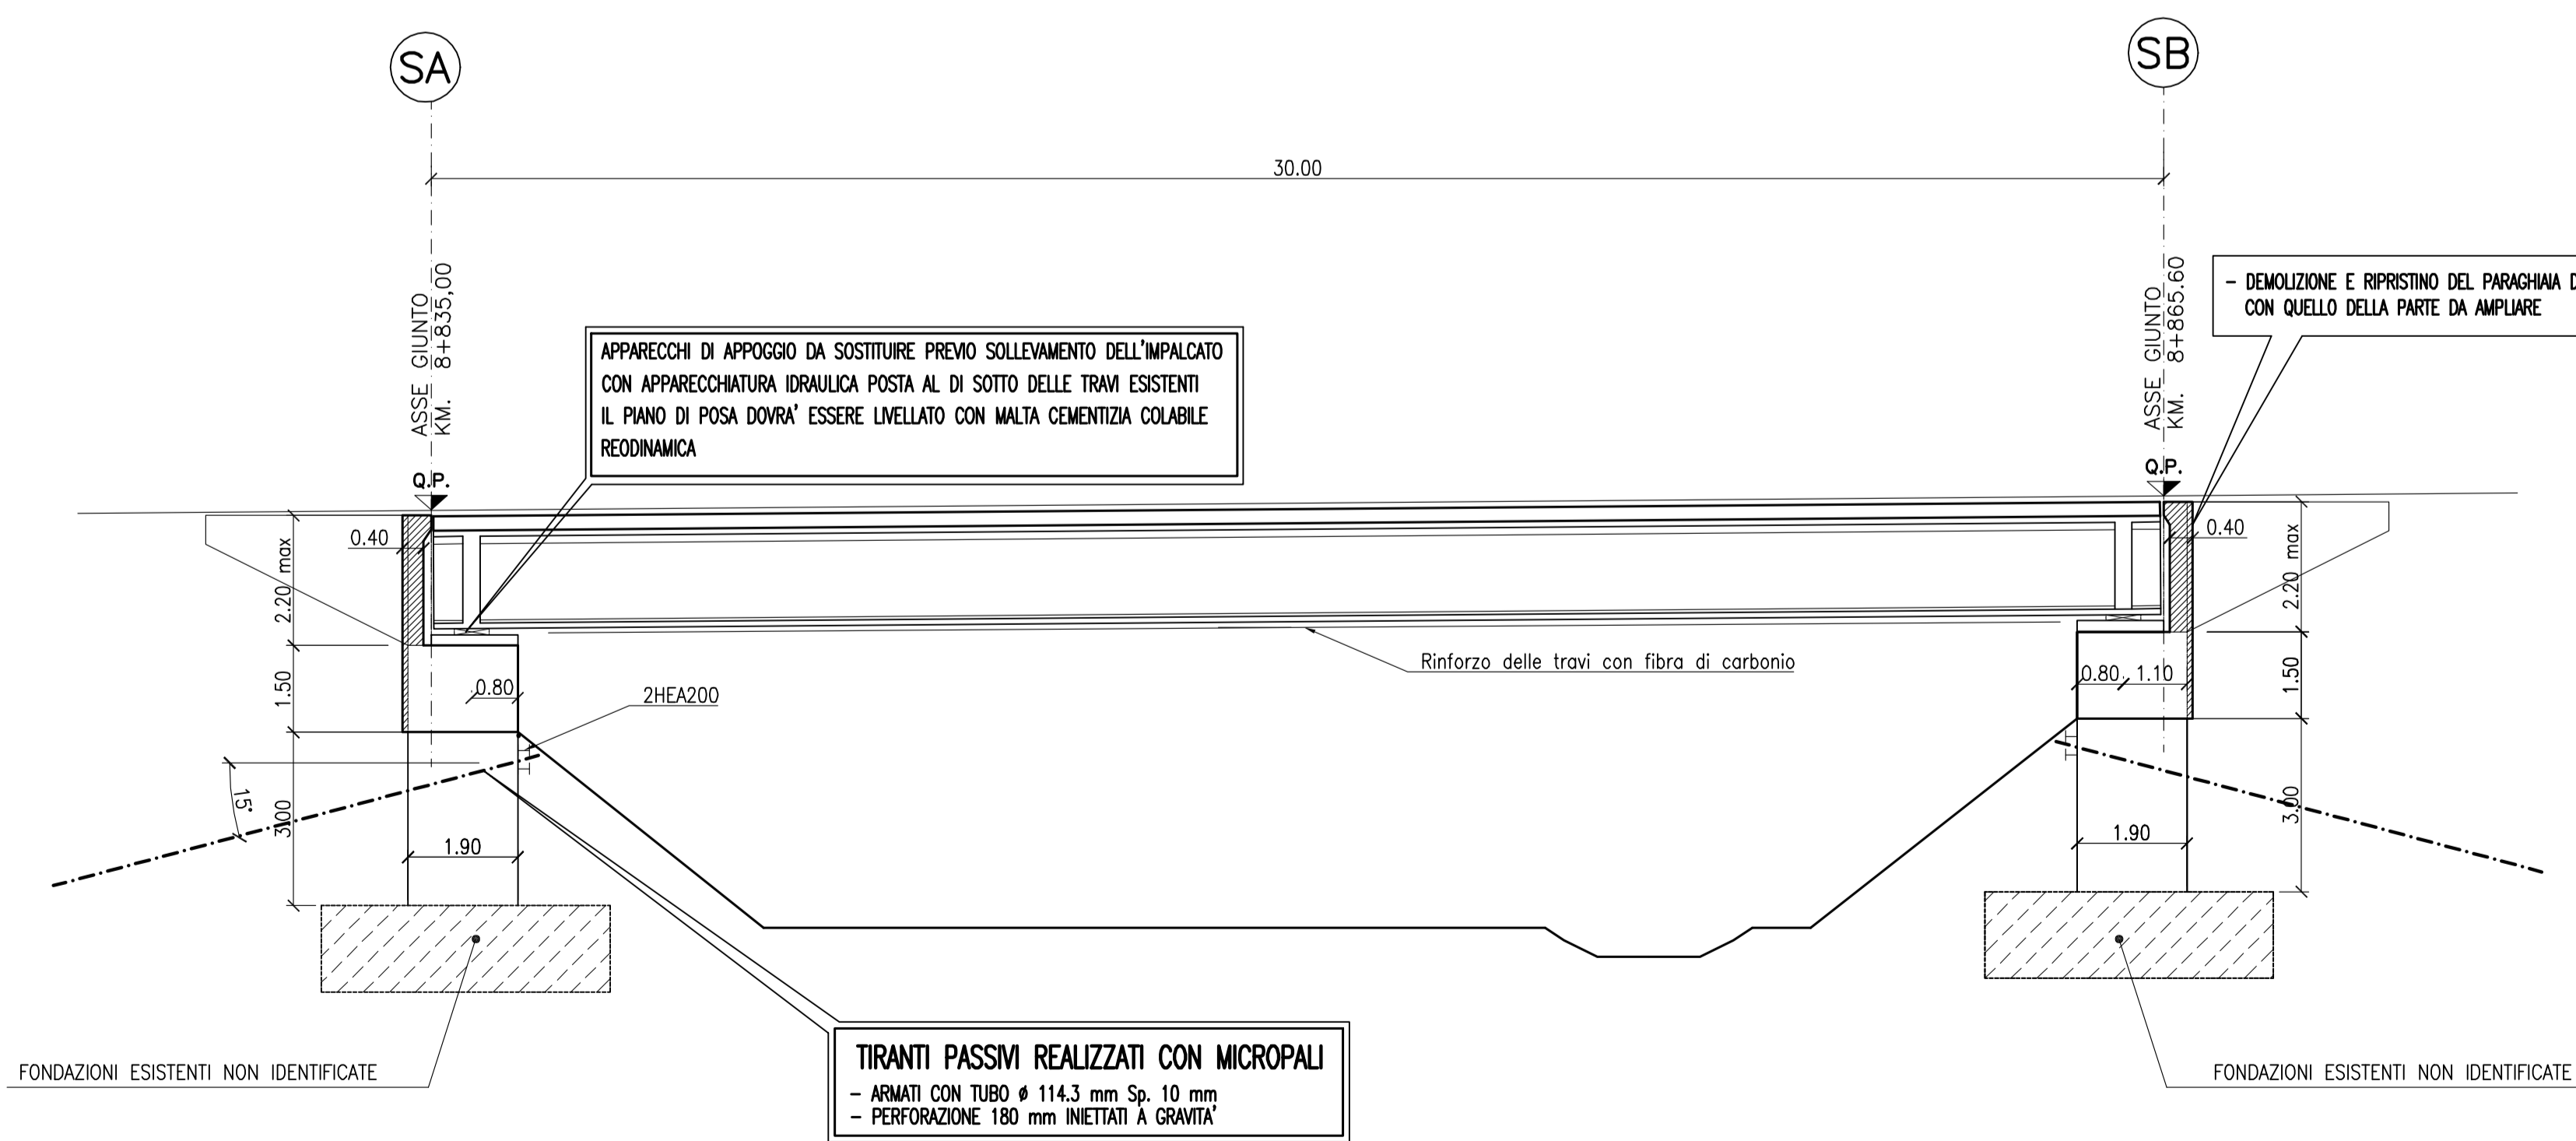 SA
SB
30.00
ASSE GIUNTO
KM. 8+835,00
ASSE GIUNTO
KM. 8+865.60
- DEMOLIZIONE E RIPRISTINO DEL PARAGHIAIA
CON QUELLO DELLA PARTE DA AMPLIARE
APPARECCHI DI APPOGGIO DA SOSTITUIRE PREVIO SOLLEVAMENTO DELL'IMPALCATO
CON APPARECCHIATURA IDRAULICA POSTA AL DI SOTTO DELLE TRAVI ESISTENTI
IL PIANO DI POSA DOVRA' ESSERE LIVELLATO CON MALTA CEMENTIZIA COLABILE
REODINAMICA
Q.P.
Q.P.
0.40
0.40
2.20 max
2.20 max
Rinforzo delle travi con fibra di carbonio
1.50
0.80
2HEA200
0.80
1.10
1.50
15°
3.00
3.00
1.90
1.90
TIRANTI PASSIVI REALIZZATI CON MICROPALI
- ARMATI CON TUBO ø 114.3 mm Sp. 10 mm
- PERFORAZIONE 180 mm INIETTATI A GRAVITA'
FONDAZIONI ESISTENTI NON IDENTIFICATE
FONDAZIONI ESISTENTI NON IDENTIFICATE